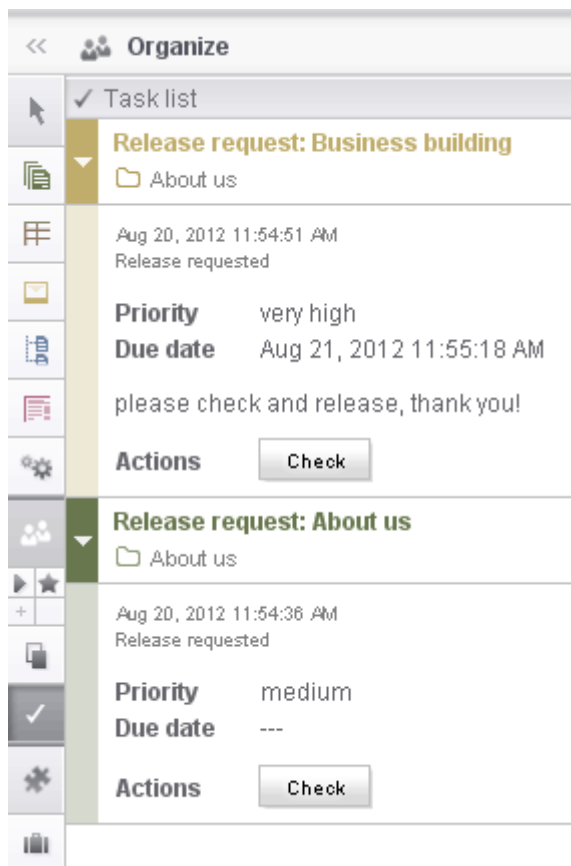 Organize
Task list
Release request: Business building
About us
Aug 20, 2012 11:54:51 AM
Release requested
Priority very high
Due date Aug 21, 2012 11:55:18 AM
please check and release, thank you!
Actions Check
Release request: About us
About us
Aug 20, 2012 11:54:36 AM
Release requested
Priority medium
Due date ---
Actions Check